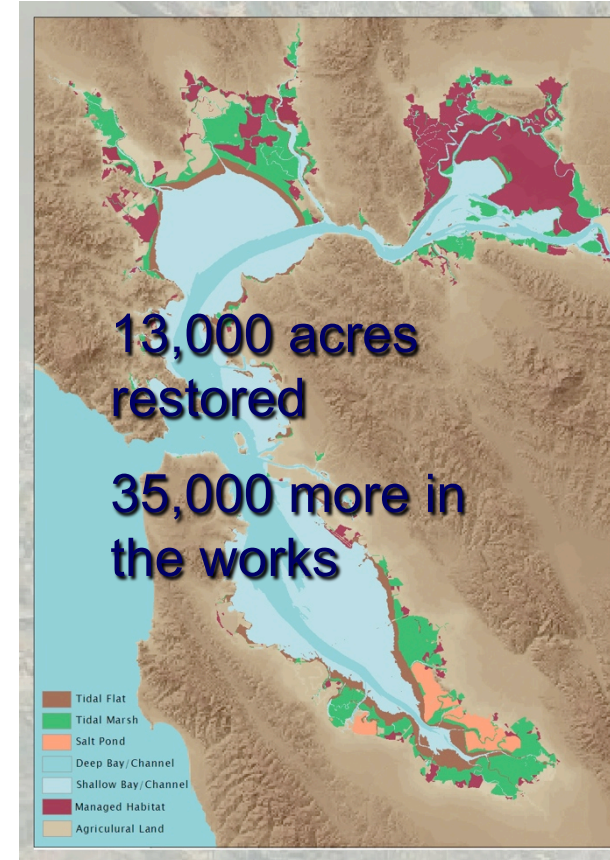 13,000 acres
restored
35,000 more in
the works
Tidal Flat
Tidal Marsh
Salt Pond
Deep Bay/Channel
Shallow Bay/Channel
Managed Habitat
Agriculural Land